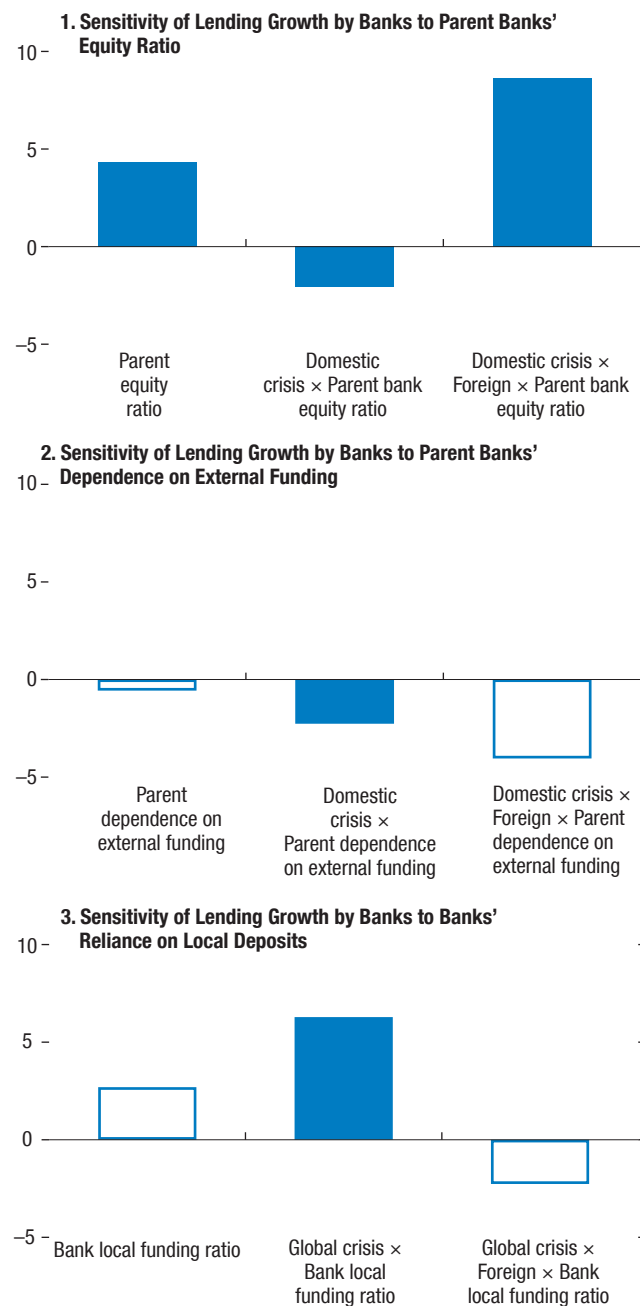 1. Sensitivity of Lending Growth by Banks to Parent Banks’
Equity Ratio
10
5
0
–5
Parent
equity
ratio
Domestic
crisis × Parent bank
equity ratio
Domestic crisis ×
Foreign × Parent bank
equity ratio
2. Sensitivity of Lending Growth by Banks to Parent Banks’
Dependence on External Funding
10
5
0
–5
Parent
dependence on
external funding
Domestic
crisis ×
Parent dependence
on external funding
Domestic crisis ×
Foreign × Parent
dependence on
external funding
3. Sensitivity of Lending Growth by Banks to Banks’
Reliance on Local Deposits
10
5
0
–5
Bank local funding ratio
Global crisis ×
Bank local
funding ratio
Global crisis ×
Foreign × Bank
local funding ratio